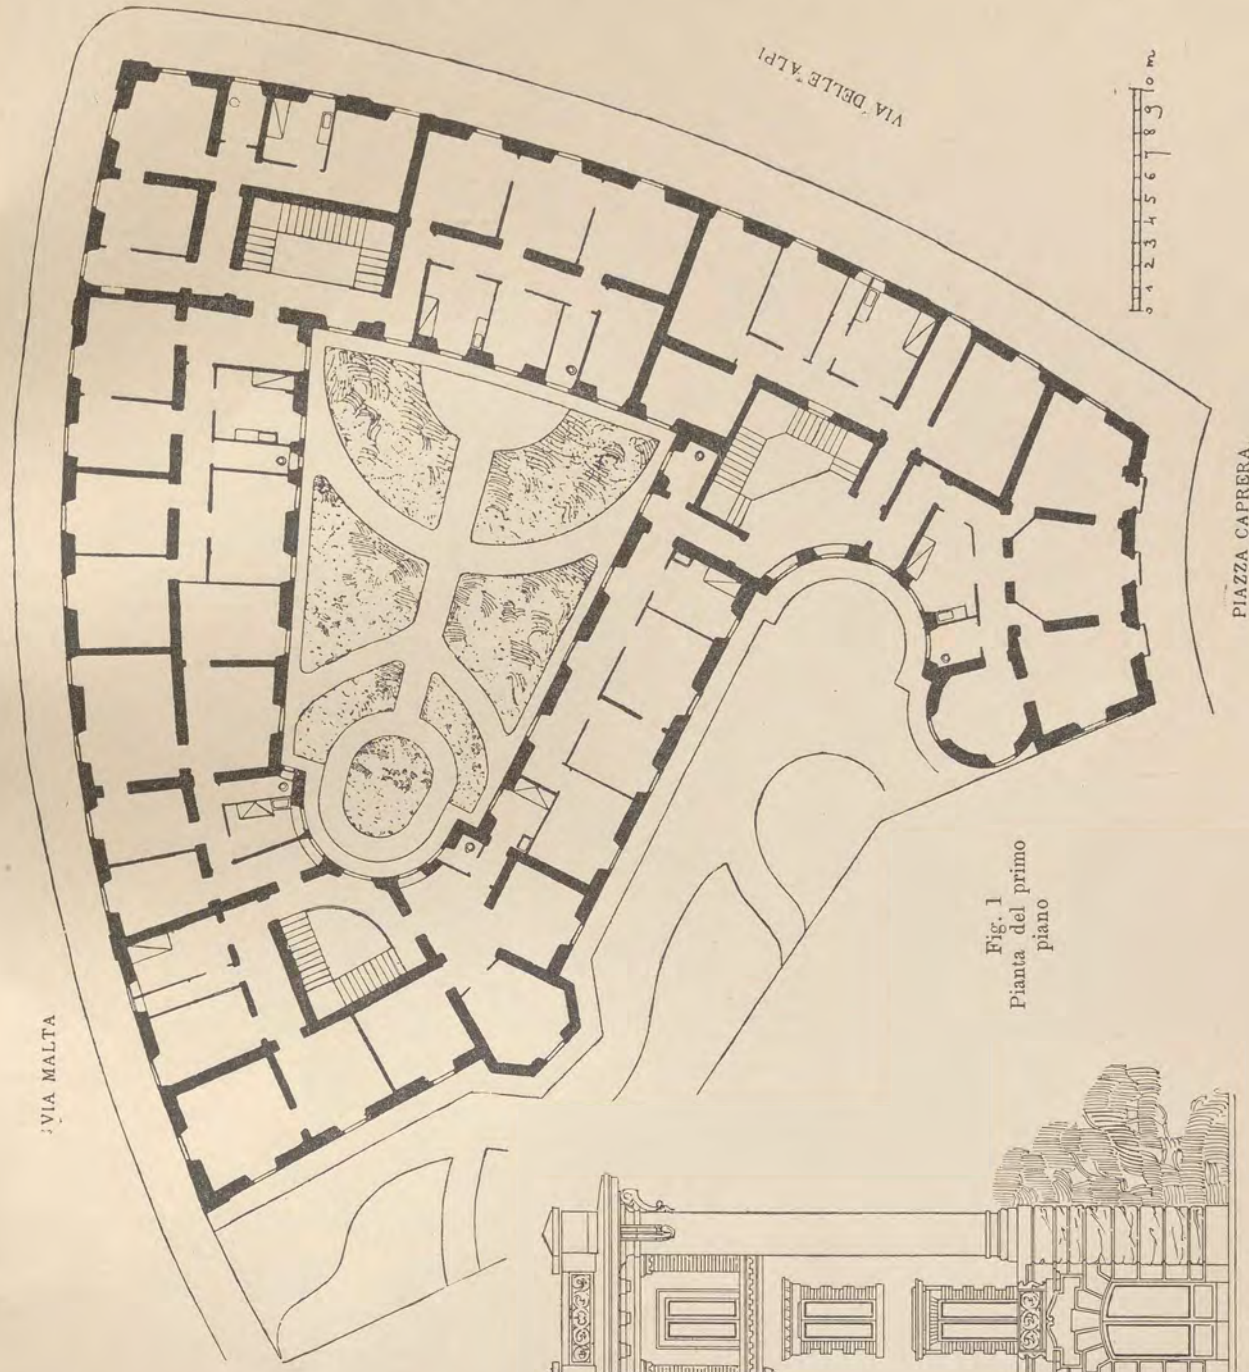 VIA DELLE ALPI
0 1 2 3 4 5 6 7 8 9 10 m
VIA MALTA
PIAZZA CAPRERA
Fig. 1
Pianta del primo
piano